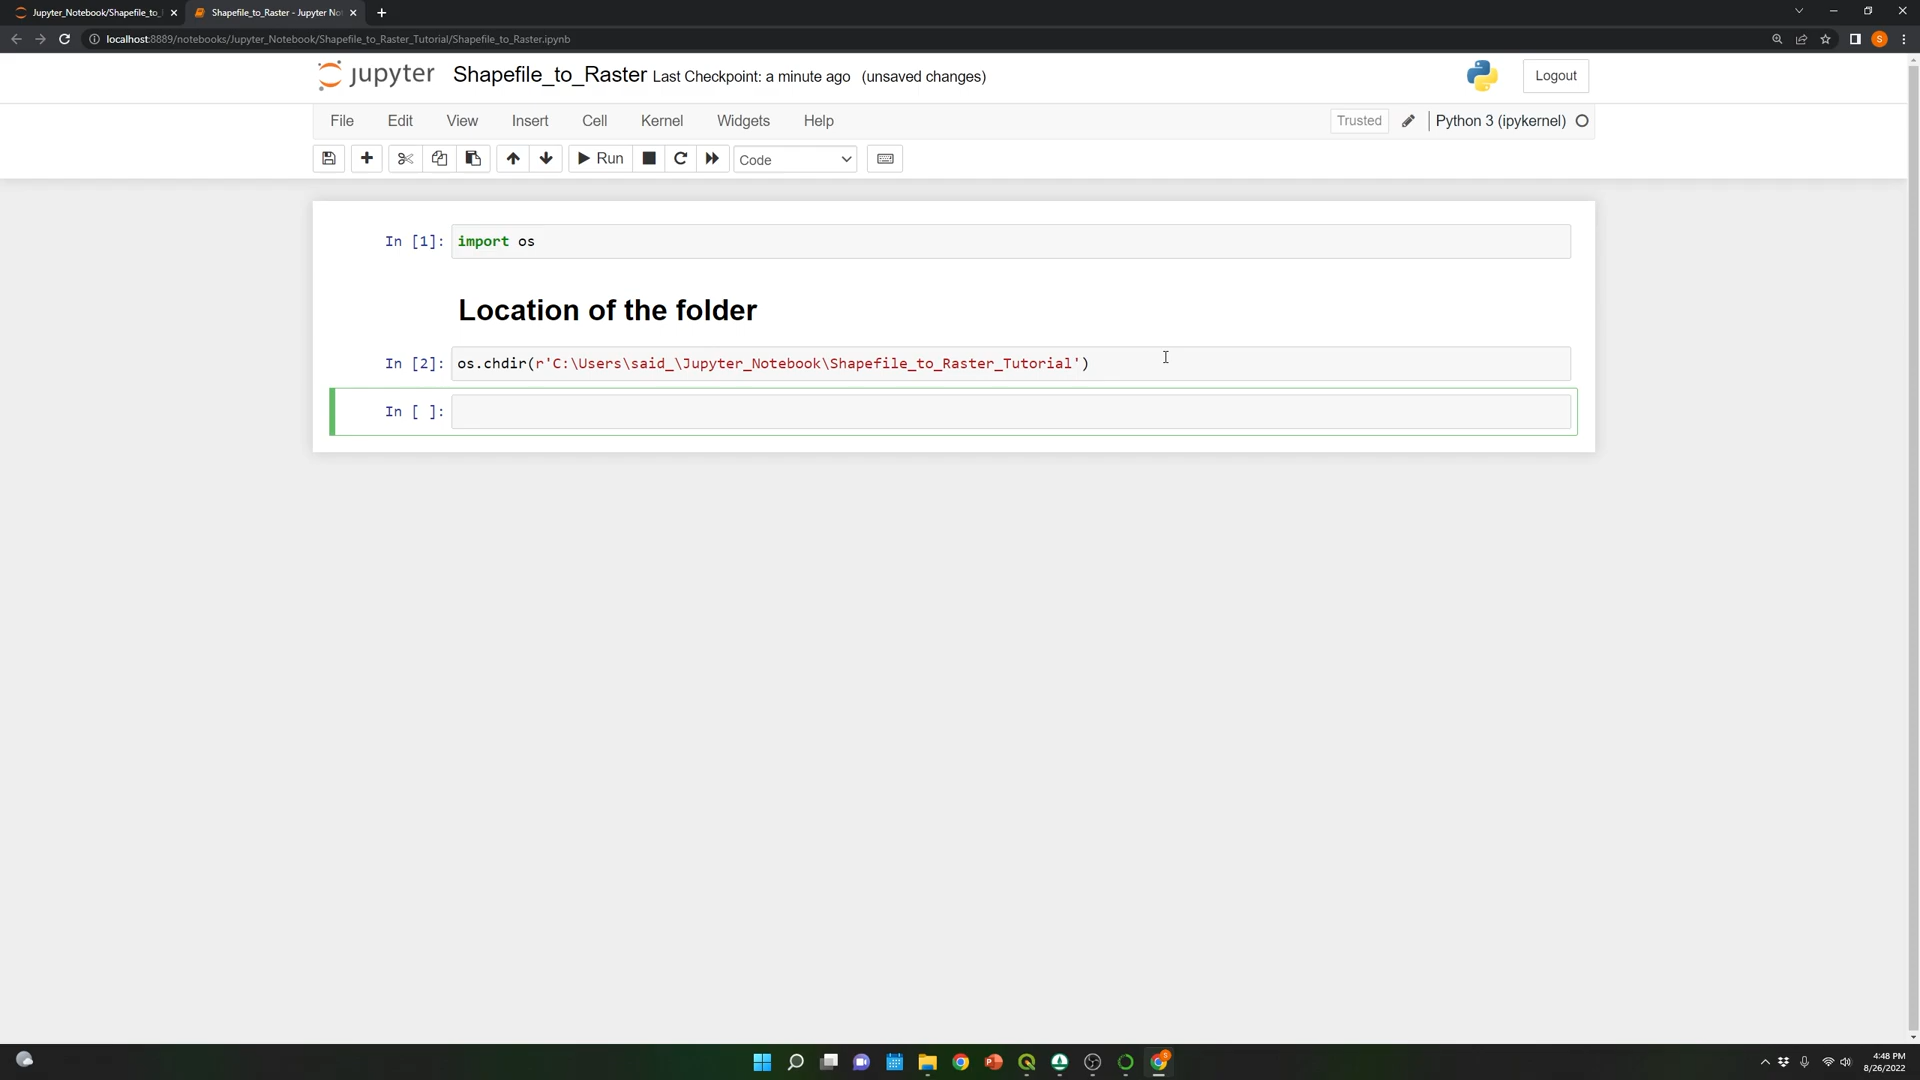 Jupyter_Notebook/Shapefile_to_
Shapefile_to_Raster - Jupyter No
localhost:8889/notebooks/Jupyter_Notebook/Shapefile_to_Raster_Tutorial/Shapefile_to_Raster.ipynb
S
jupyter Shapefile_to_Raster Last Checkpoint: a minute ago (unsaved changes) Logout
File Edit View Insert Cell Kernel Widgets Help Trusted Python 3 (ipykernel)
Run Code
In [1]: import os
Location of the folder
In [2]: os.chdir(r'C:\Users\said_\Jupyter_Notebook\Shapefile_to_Raster_Tutorial')
In [ ]:
4:48 PM
8/26/2022